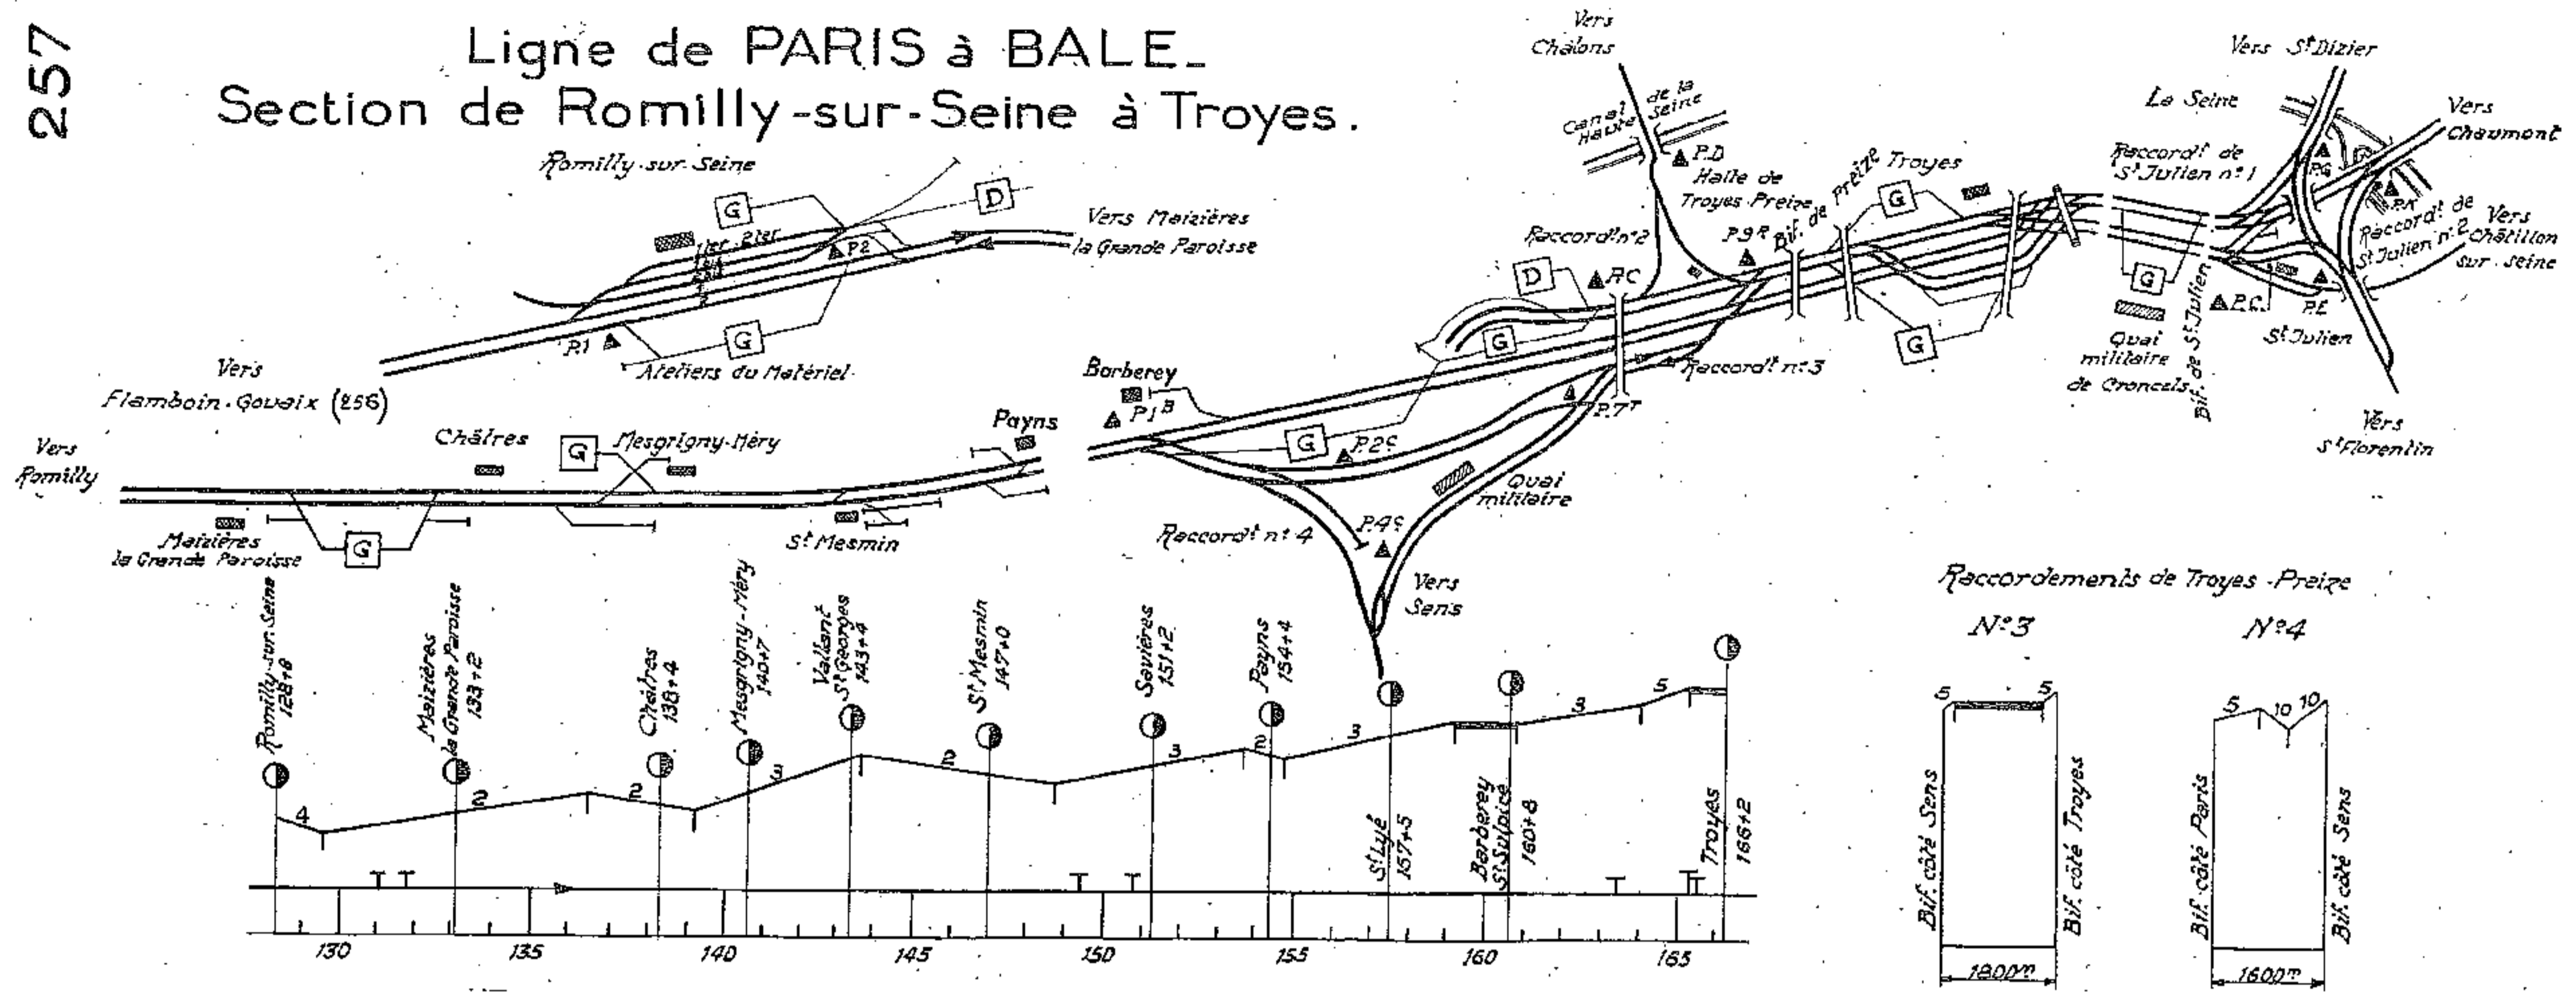 257
Ligne de PARIS à BALE_
Section de Romilly-sur-Seine à Troyes.
Romilly-sur-Seine
G
D
Vers Maizières
la Grande Paroisse
1ter 2ter
P.2
1
2
P.1
G
Ateliers du Matériel
Vers
Flamboin-Gouaix (256)
Vers
Romilly
Maizières
la Grande Paroisse
G
Châtres
G
Mesgrigny-Méry
St Mesmin
Payns
Barberey
P.1B
G
P.2C
Raccordt n° 4
P.4C
Quai
militaire
Vers
Sens
P.7T
Raccordt n° 3
G
D
P.C
Raccordt n° 2
Vers
Châlons
Canal de la
Haute Seine
P.D
Halle de
Troyes-Preize
P.9R
Bif. de Preize
Troyes
G
G
G
Quai
militaire
de Croncels
Bif. de St Julien
Raccordt de
St Julien n° 1
La Seine
Vers St Dizier
Vers
Chaumont
P.G
G
P.K
Raccordt de
St Julien n° 2
Vers
Châtillon
sur-Seine
P.C.
P.E
St Julien
Vers
St Florentin
Romilly-sur-Seine
128+8
Maizières
la Grande Paroisse
133+2
Châtres
138+4
Mesgrigny-Méry
140+7
Vallant
St Georges
143+4
St Mesmin
147+0
Savières
151+2
Payns
154+4
St Lyé
157+5
Barberey
St Sulpice
160+8
Troyes
166+2
4 2 2 3 2 3 2 3 3 5
130 135 140 145 150 155 160 165
Raccordements de Troyes-Preize
N° 3
5 5
Bif. côté Sens
Bif. côté Troyes
1800m
N° 4
5 10 10
Bif. côté Paris
Bif. côté Sens
1600m